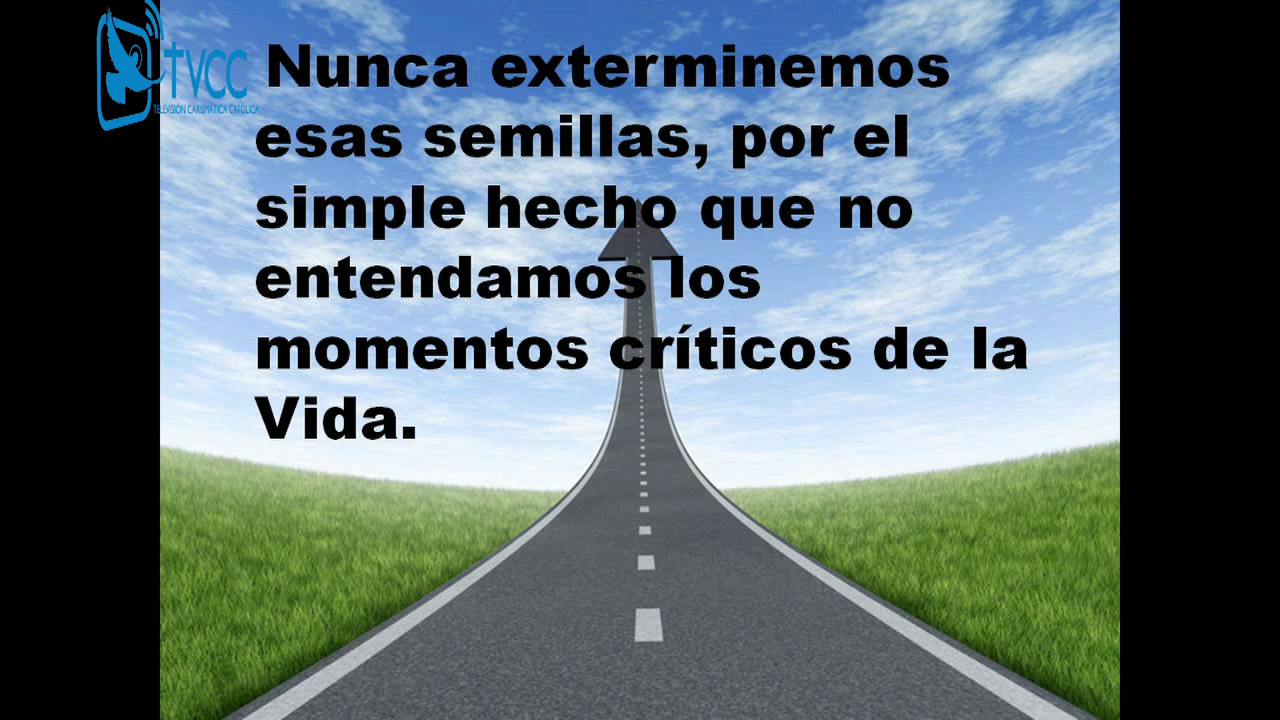 TVCC
TELEVISIÓN CARISMÁTICA CATÓLICA
Nunca exterminemos
esas semillas, por el
simple hecho que no
entendamos los
momentos críticos de la
Vida.